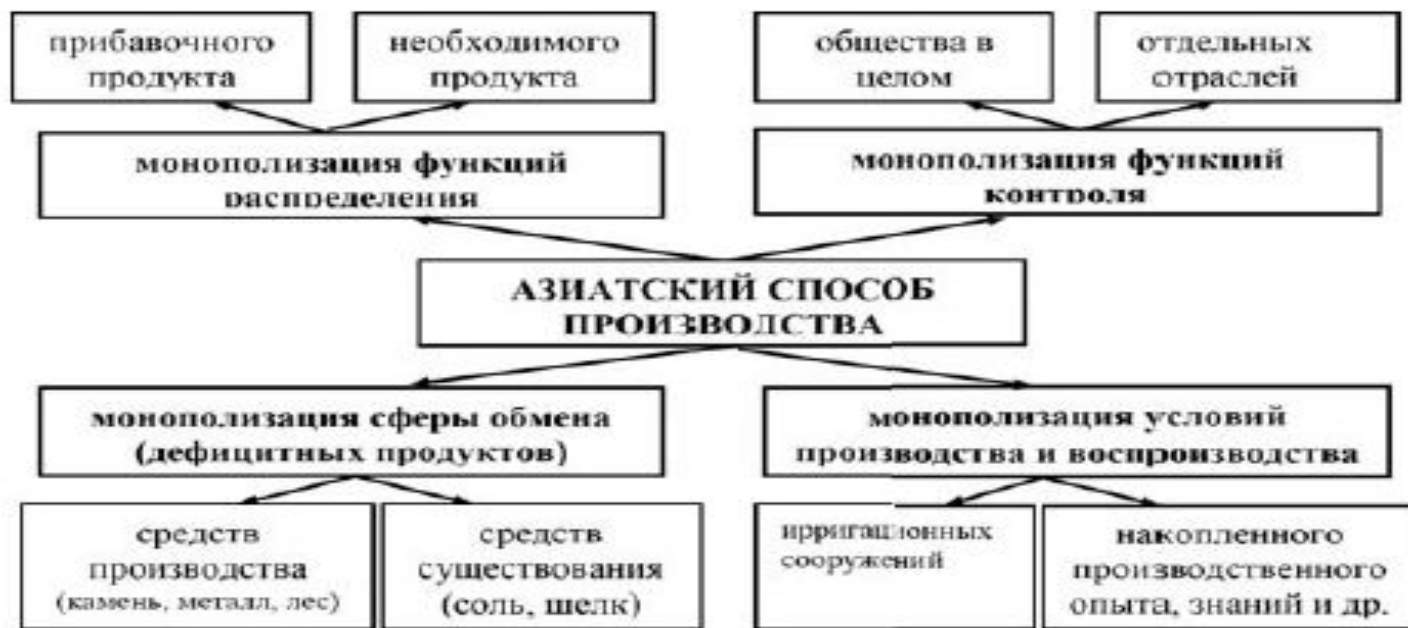 прибавочного
продукта
необходимого
продукта
общества в
целом
отдельных
отраслей
монополизация функций
распределения
монополизация функций
контроля
АЗИАТСКИЙ СПОСОБ
ПРОИЗВОДСТВА
монополизация сферы обмена
(дефицитных продуктов)
монополизация условий
производства и воспроизводства
средств
производства
(камень, металл, лес)
средств
существования
(соль, шелк)
ирригационных
сооружений
накопленного
производственного
опыта, знаний и др.